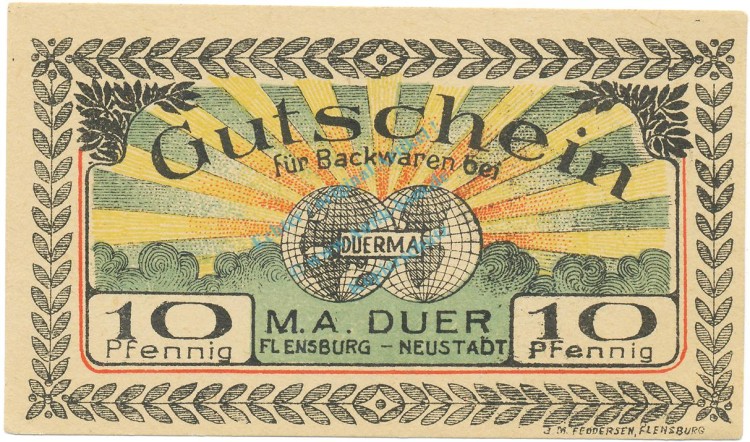 Gutschein
für Backwaren bei
DUERMA
10 Pfennig
M. A. DUER
FLENSBURG - NEUSTADT
10 Pfennig
J. M. FEDDERSEN, FLENSBURG